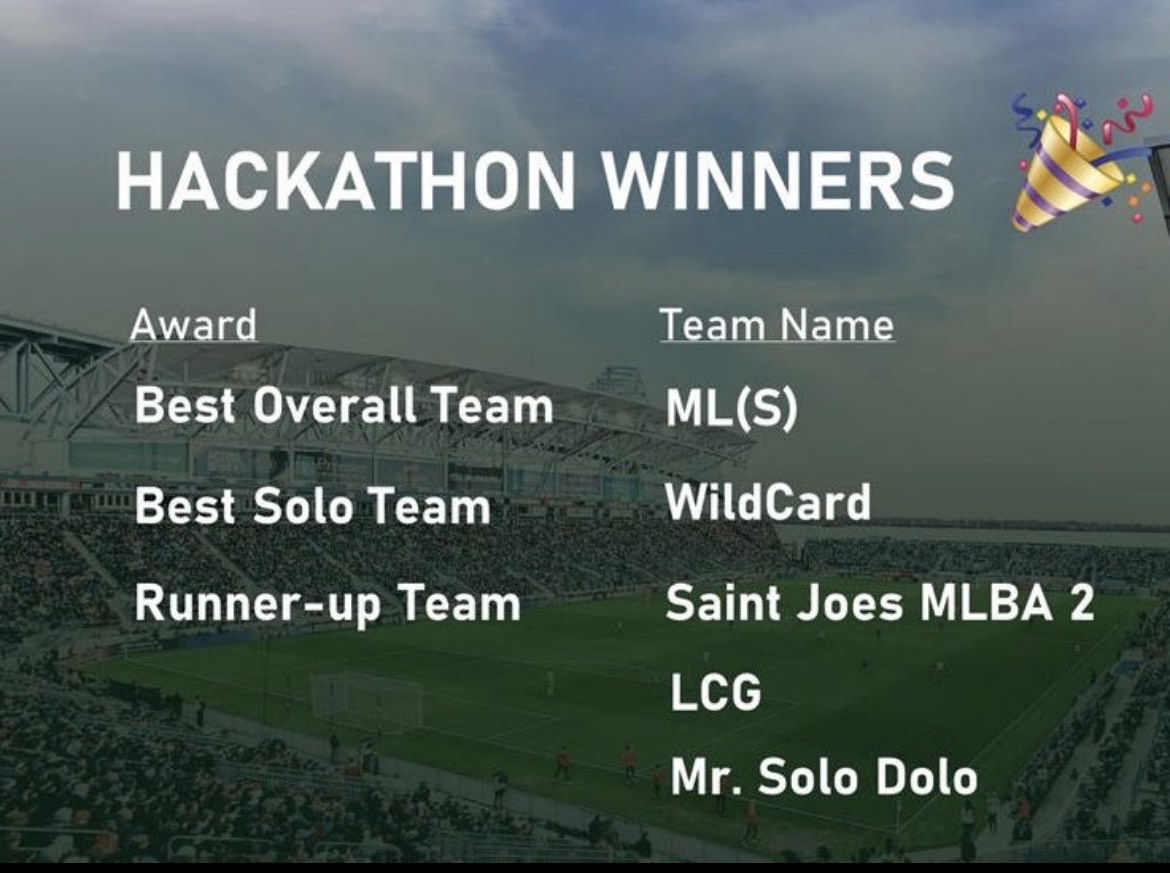 HACKATHON WINNERS
Award Team Name
Best Overall Team ML(S)
Best Solo Team WildCard
Runner-up Team Saint Joes MLBA 2
LCG
Mr. Solo Dolo